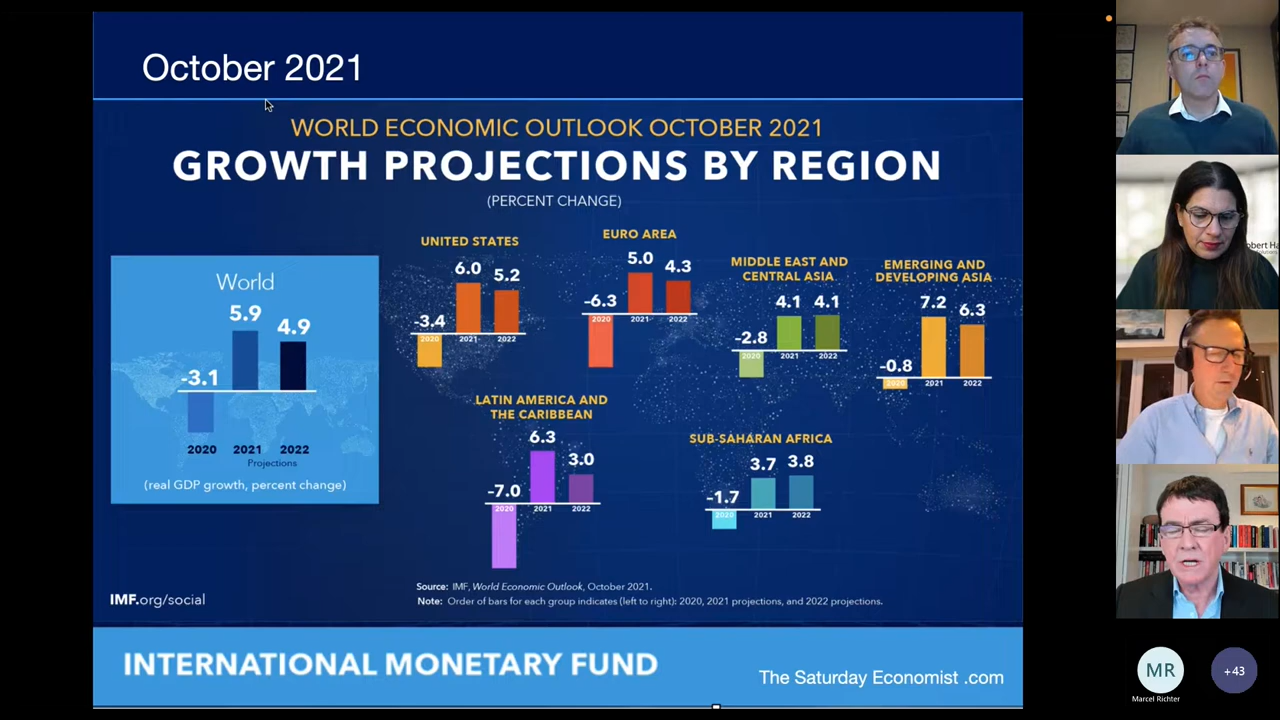 October 2021
WORLD ECONOMIC OUTLOOK OCTOBER 2021
GROWTH PROJECTIONS BY REGION
(PERCENT CHANGE)
World
5.9
4.9
-3.1
2020
2021
2022
Projections
(real GDP growth, percent change)
UNITED STATES
6.0
5.2
-3.4
2020
2021
2022
EURO AREA
5.0
4.3
-6.3
2020
2021
2022
MIDDLE EAST AND
CENTRAL ASIA
4.1
4.1
-2.8
2020
2021
2022
EMERGING AND
DEVELOPING ASIA
7.2
6.3
-0.8
2020
2021
2022
LATIN AMERICA AND
THE CARIBBEAN
6.3
3.0
-7.0
2020
2021
2022
SUB-SAHARAN AFRICA
3.7
3.8
-1.7
2020
2021
2022
Source: IMF, World Economic Outlook, October 2021.
Note: Order of bars for each group indicates (left to right): 2020, 2021 projections, and 2022 projections.
IMF.org/social
INTERNATIONAL MONETARY FUND
The Saturday Economist .com
MR
Marcel Richter
+43